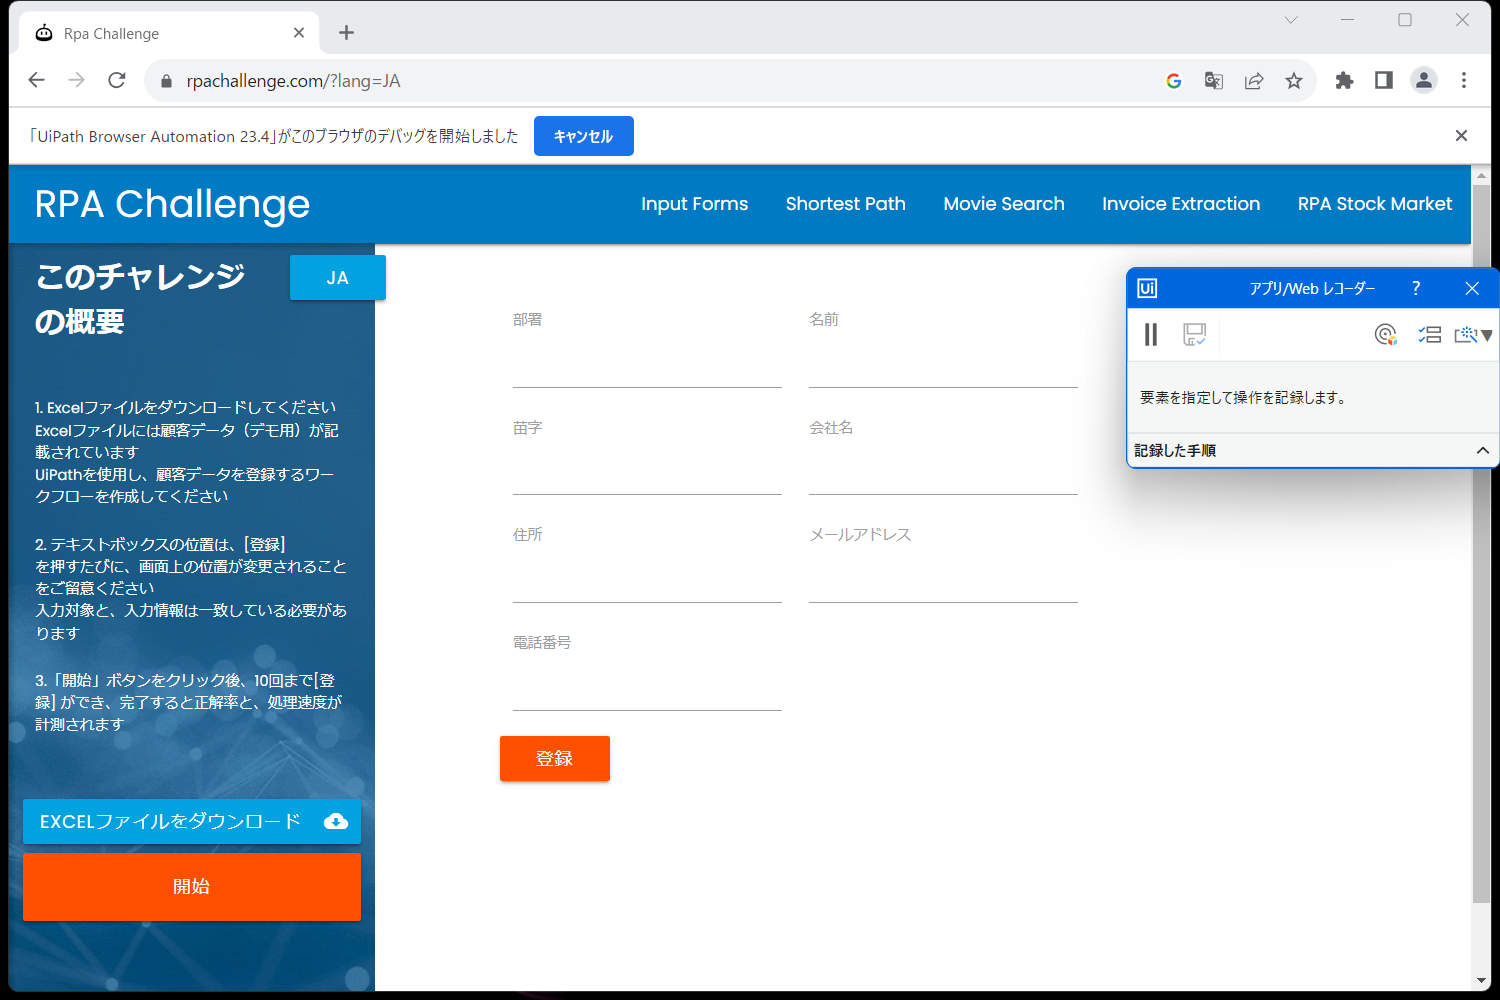 Rpa Challenge
rpachallenge.com/?lang=JA
「UiPath Browser Automation 23.4」がこのブラウザのデバッグを開始しました
キャンセル
RPA Challenge
Input Forms
Shortest Path
Movie Search
Invoice Extraction
RPA Stock Market
このチャレンジ
の概要
JA
1. Excelファイルをダウンロードしてください
Excelファイルには顧客データ（デモ用）が記
載されています
UiPathを使用し、顧客データを登録するワー
クフローを作成してください
2. テキストボックスの位置は、[登録]
を押すたびに、画面上の位置が変更されること
をご留意ください
入力対象と、入力情報は一致している必要があ
ります
3.「開始」ボタンをクリック後、10回まで[登
録] ができ、完了すると正解率と、処理速度が
計測されます
EXCELファイルをダウンロード
開始
部署
名前
苗字
会社名
住所
メールアドレス
電話番号
登録
Ui
アプリ/Web レコーダー
?
要素を指定して操作を記録します。
記録した手順